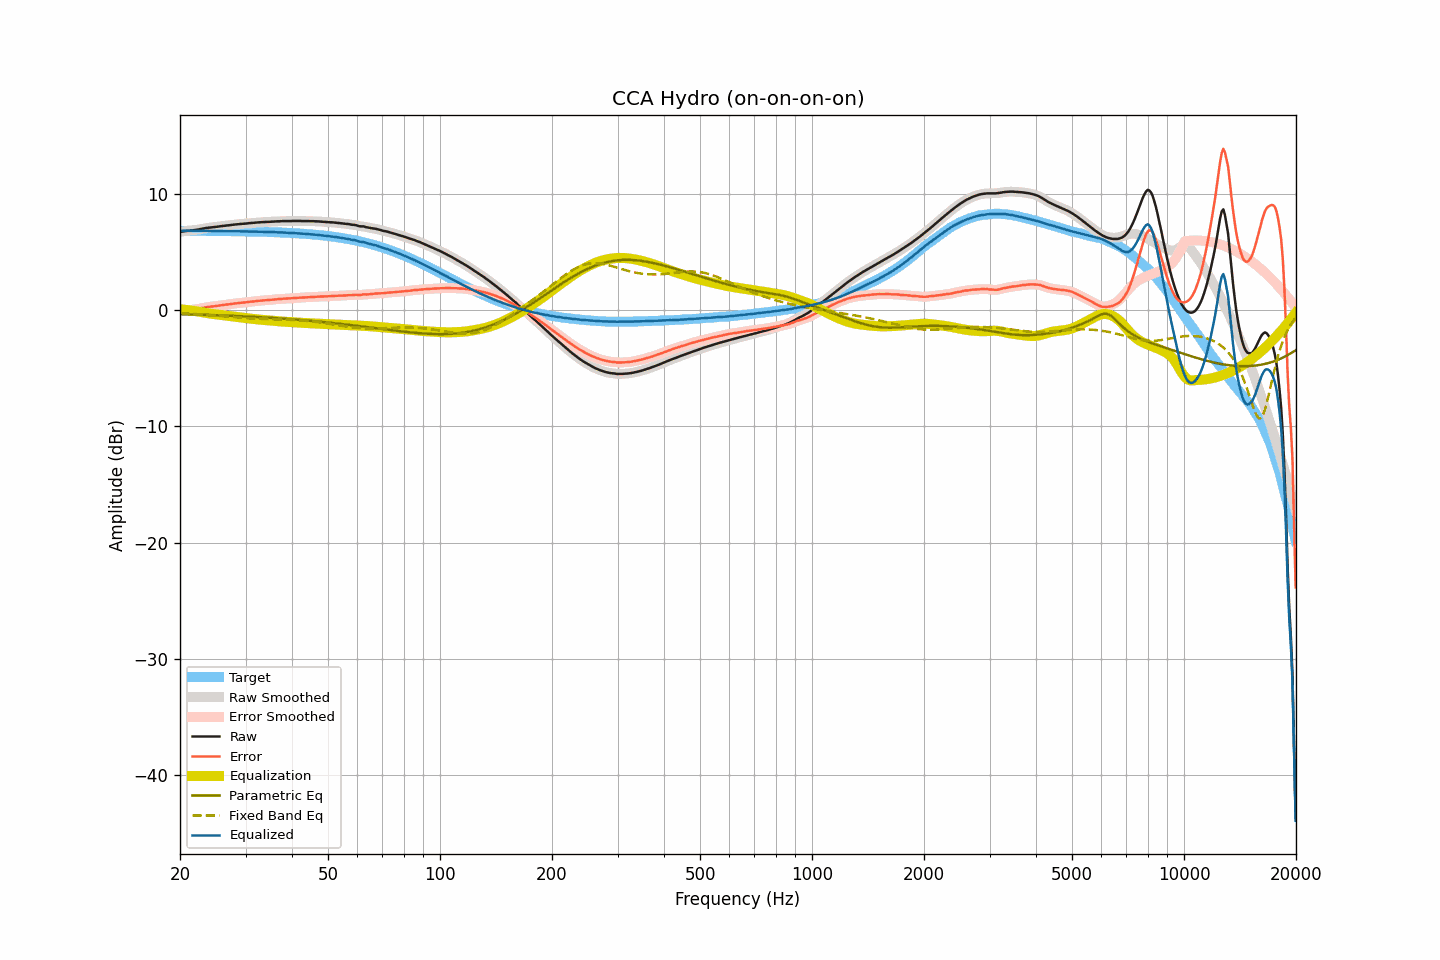 CCA Hydro (on-on-on-on)
10
0
−10
−20
−30
−40
Amplitude (dBr)
Target
Raw Smoothed
Error Smoothed
Raw
Error
Equalization
Parametric Eq
Fixed Band Eq
Equalized
20 50 100 200 500 1000 2000 5000 10000 20000
Frequency (Hz)